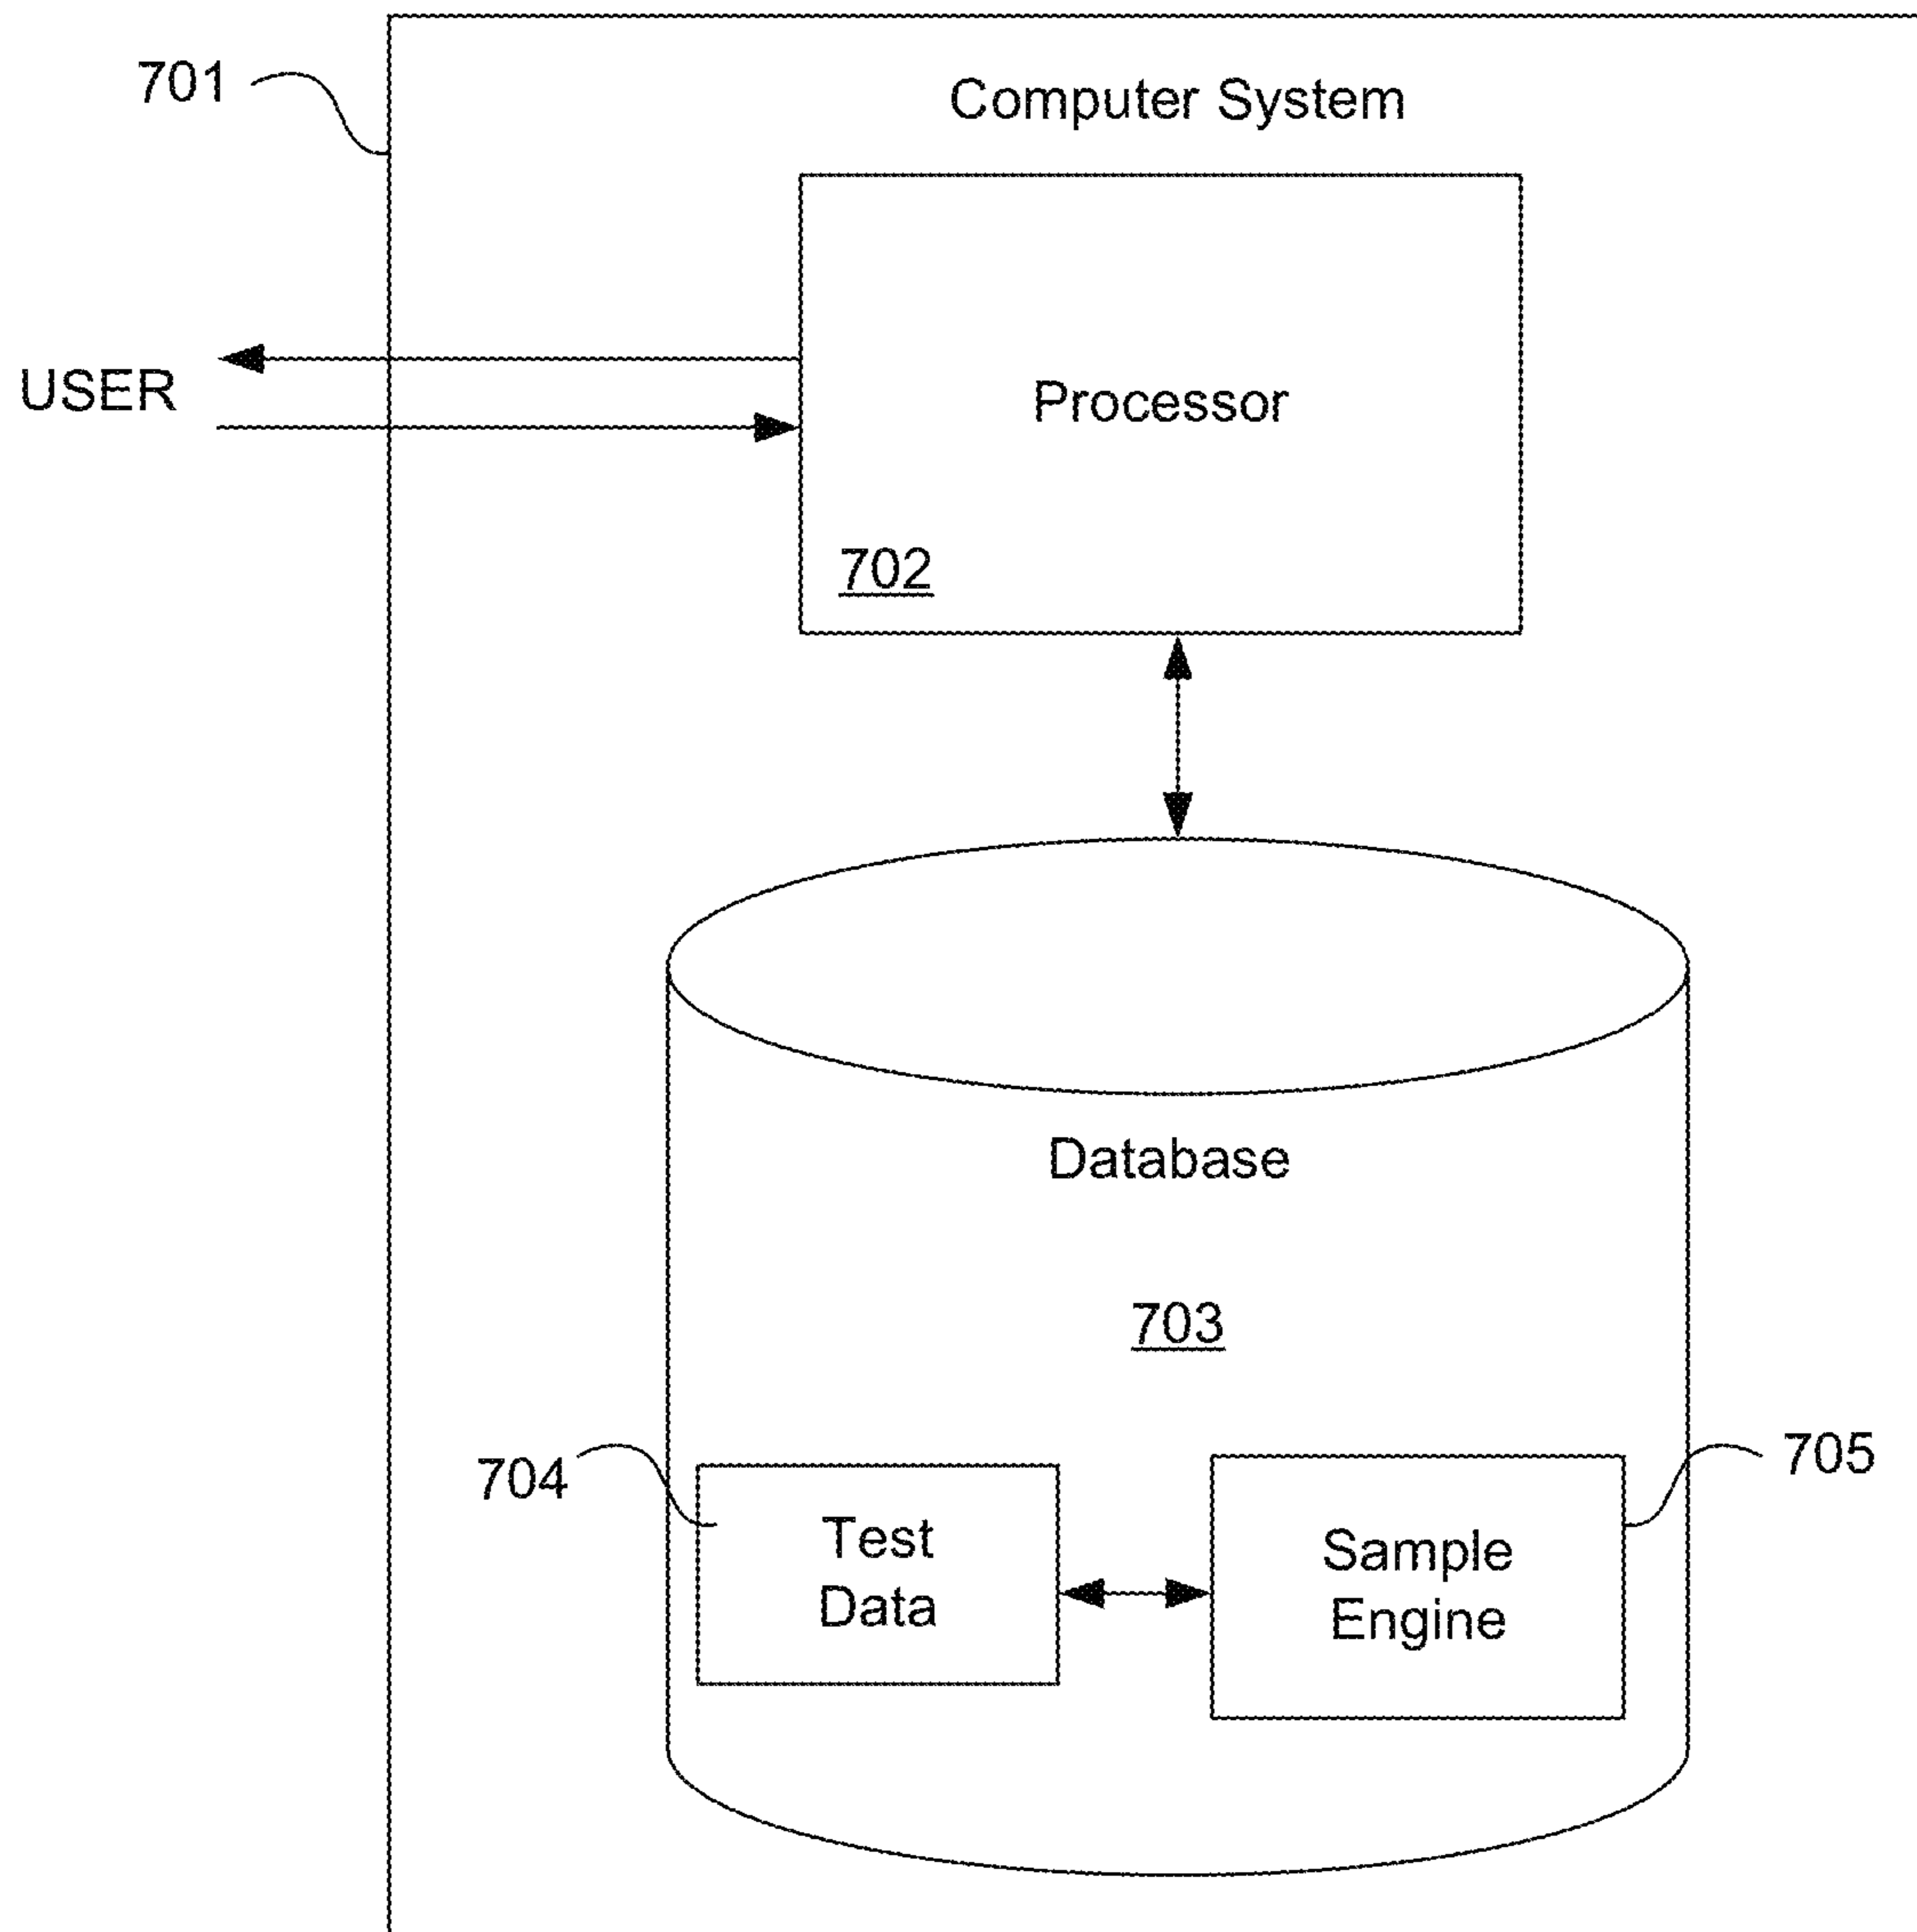 701
Computer System
USER
Processor
702
Database
703
704
705
Test
Data
Sample
Engine